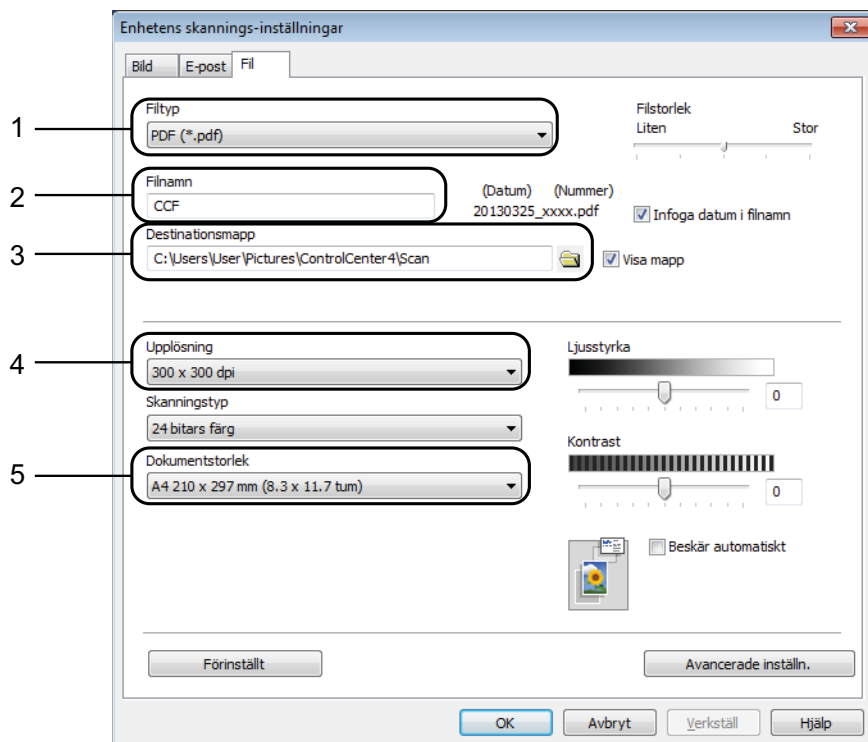 Enhetens skannings-inställningar
Bild E-post Fil
1
Filtyp
PDF (*.pdf)
Filstorlek
Liten Stor
2
Filnamn
CCF
(Datum) (Nummer)
20130325_xxxx.pdf
Infoga datum i filnamn
3
Destinationsmapp
C:\Users\User\Pictures\ControlCenter4\Scan
Visa mapp
4
Upplösning
300 x 300 dpi
Ljusstyrka
0
Skanningstyp
24 bitars färg
Kontrast
0
5
Dokumentstorlek
A4 210 x 297 mm (8.3 x 11.7 tum)
Beskär automatiskt
Förinställt
Avancerade inställn.
OK Avbryt Verkställ Hjälp